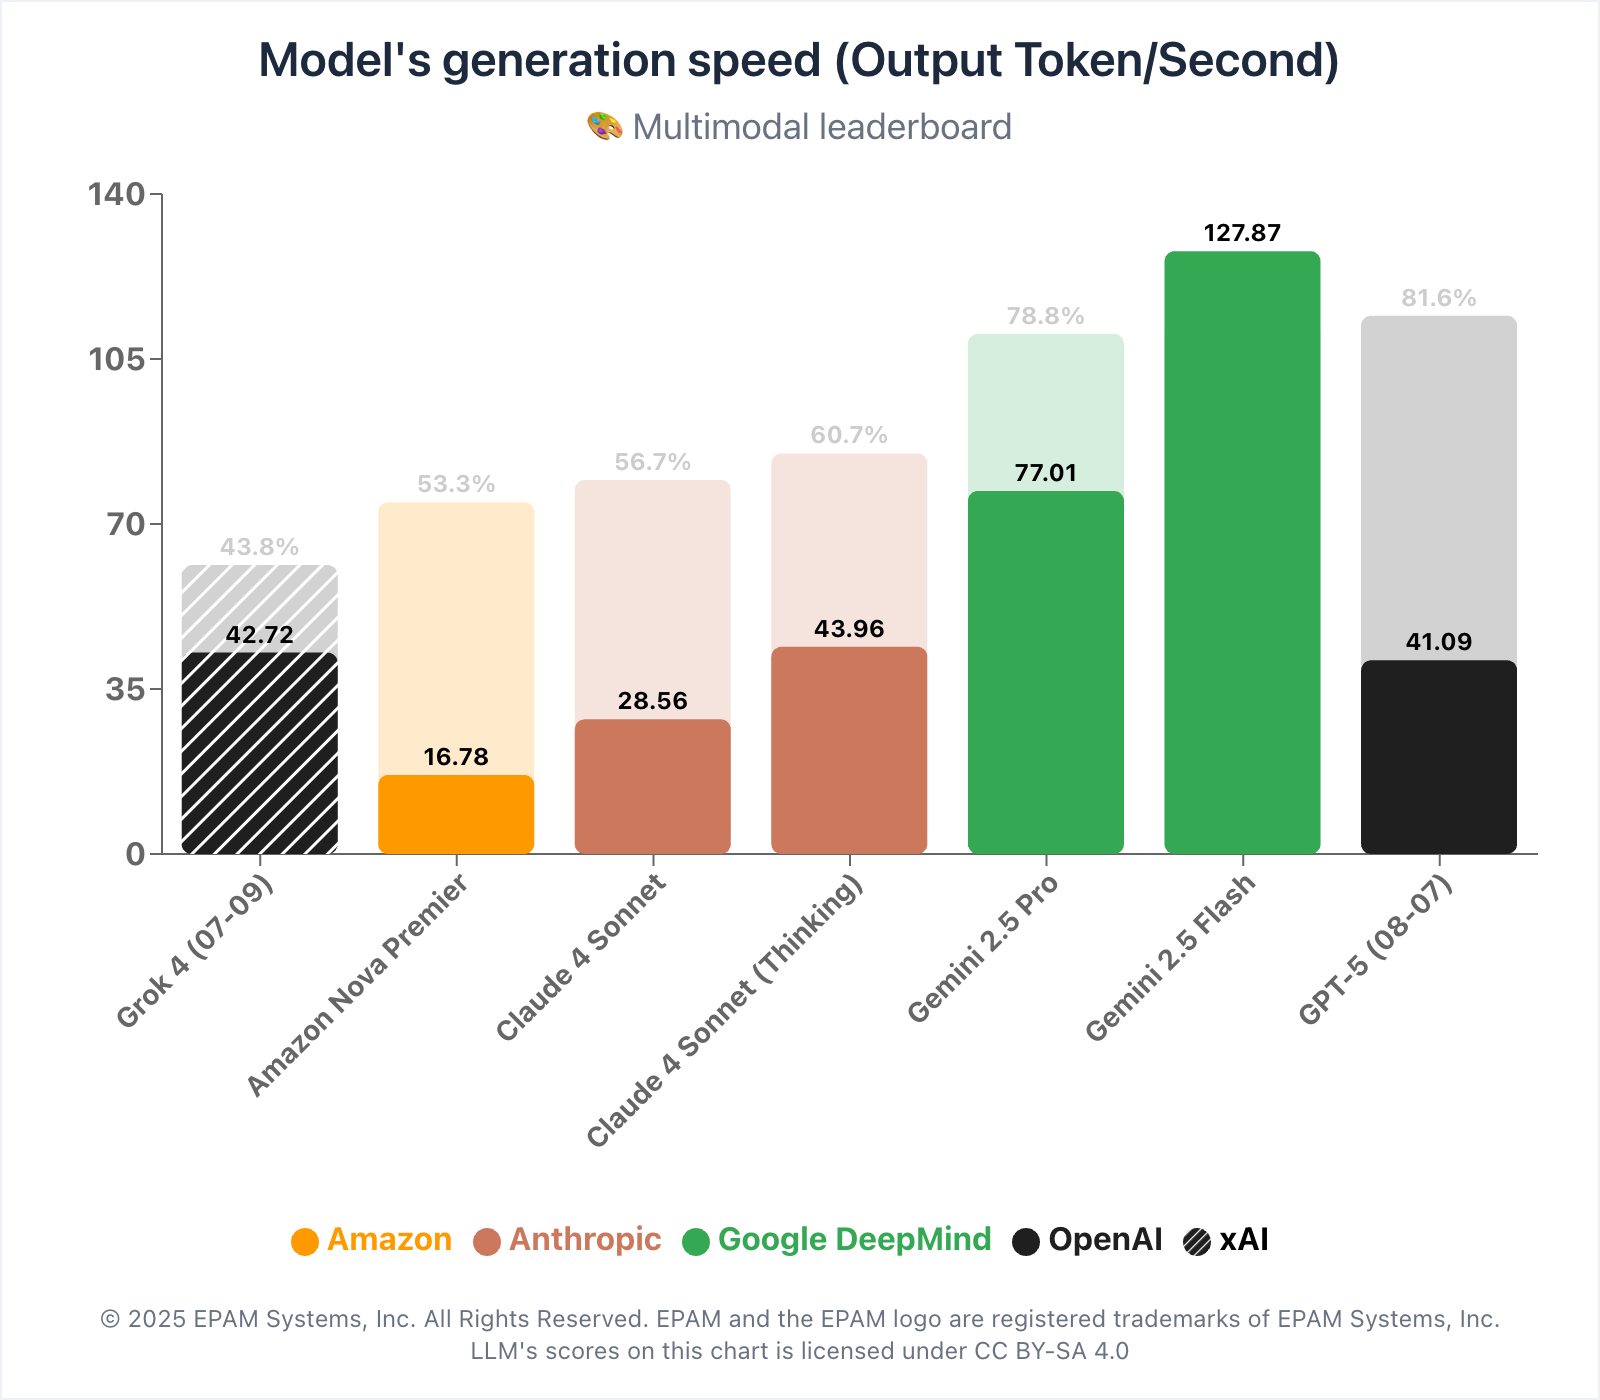 Model's generation speed (Output Token/Second)
🎨 Multimodal leaderboard
140
105
70
35
0
43.8%
42.72
53.3%
16.78
56.7%
28.56
60.7%
43.96
78.8%
77.01
127.87
81.6%
41.09
Grok 4 (07-09)
Amazon Nova Premier
Claude 4 Sonnet
Claude 4 Sonnet (Thinking)
Gemini 2.5 Pro
Gemini 2.5 Flash
GPT-5 (08-07)
Amazon Anthropic Google DeepMind OpenAI xAI
© 2025 EPAM Systems, Inc. All Rights Reserved. EPAM and the EPAM logo are registered trademarks of EPAM Systems, Inc.
LLM's scores on this chart is licensed under CC BY-SA 4.0